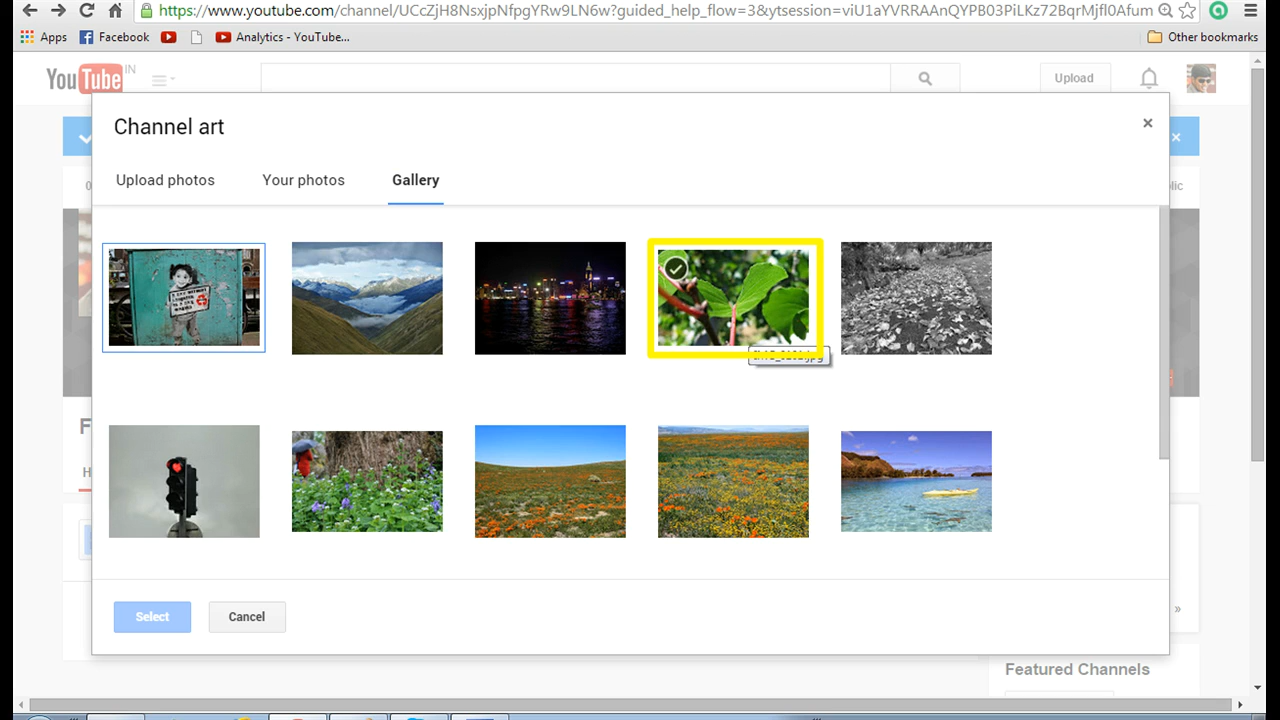 https://www.youtube.com/channel/UCcZjH8NsxjpNfpgYRw9LN6w?guided_help_flow=3&ytsession=viU1aYVRRAAnQYPB03PiLKz72BqrMjfl0Afum
Apps Facebook Analytics - YouTube... Other bookmarks
YouTube IN Upload
Channel art
Upload photos Your photos Gallery
Select Cancel
Featured Channels